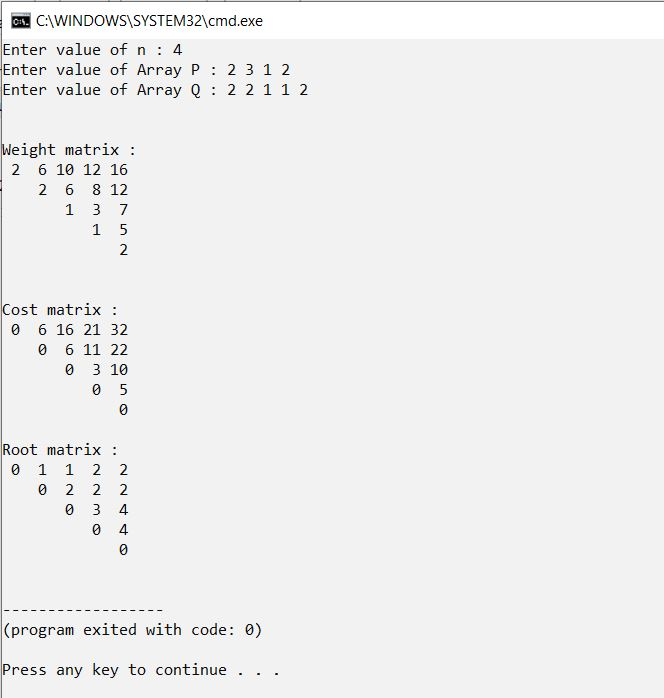 C:\WINDOWS\SYSTEM32\cmd.exe
Enter value of n : 4
Enter value of Array P : 2 3 1 2
Enter value of Array Q : 2 2 1 1 2
Weight matrix :
2 6 10 12 16
2 6 8 12
1 3 7
1 5
2
Cost matrix :
0 6 16 21 32
0 6 11 22
0 3 10
0 5
0
Root matrix :
0 1 1 2 2
0 2 2 2
0 3 4
0 4
0
------------------
(program exited with code: 0)
Press any key to continue . . .